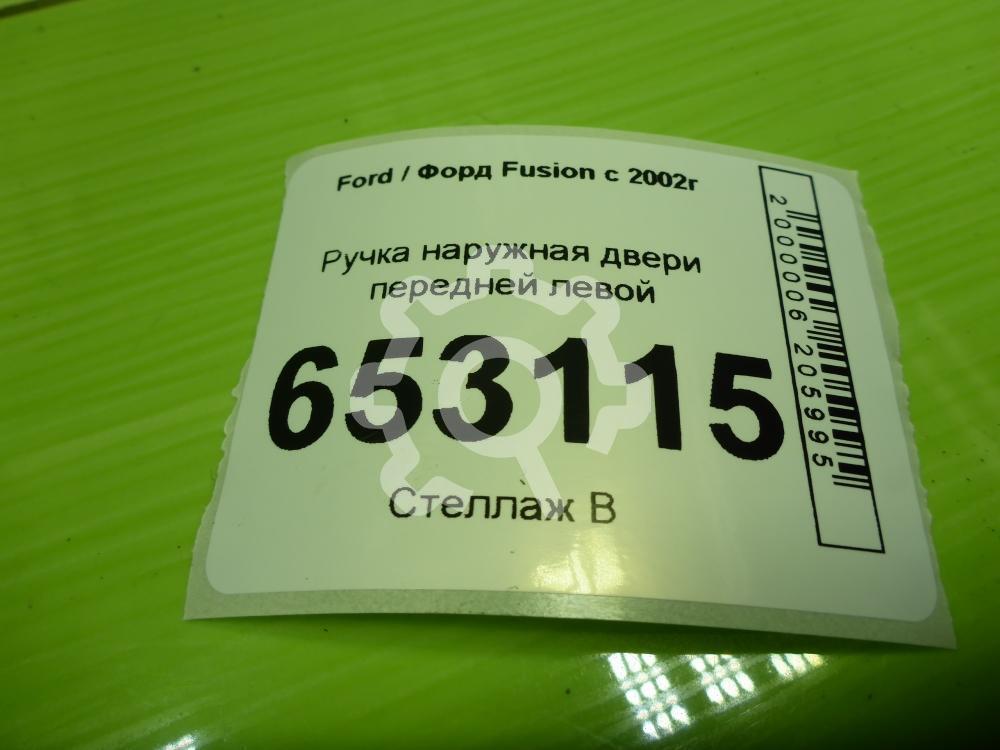 Ford / Форд Fusion с 2002г
Ручка наружная двери
передней левой
653115
Стеллаж В
2000006205995